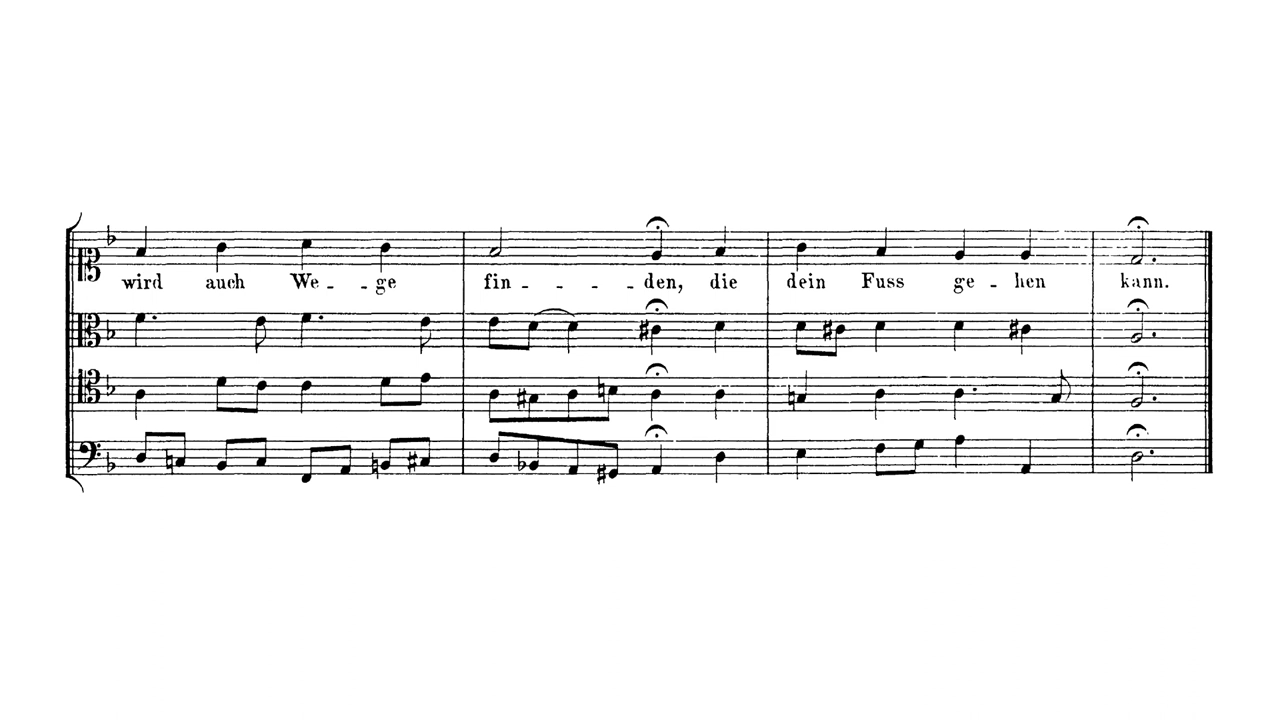 wird auch We - - ge fin - - - - den, die dein Fuss ge - hen kann.